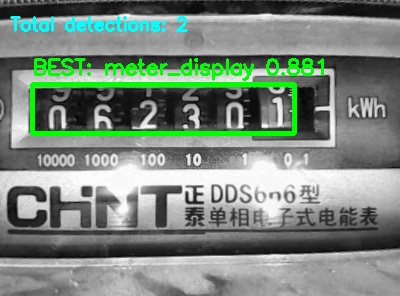 Total detections: 2
BEST: meter_display 0.881
0 6 2 3 0 1
kWh
10000 1000 100 10 1 0.1
CHINT 正泰
DDS666型
单相电子式电能表